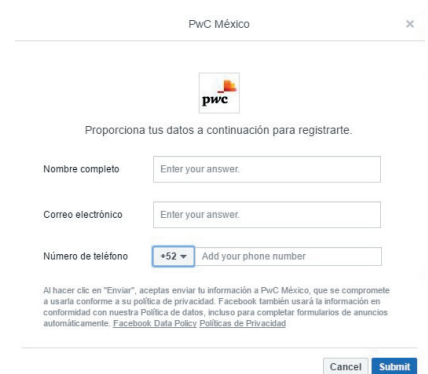 PwC México ×
pwc
Proporciona tus datos a continuación para registrarte.
Nombre completo Enter your answer.
Correo electrónico Enter your answer.
Número de teléfono +52 Add your phone number
Al hacer clic en "Enviar", aceptas enviar tu información a PwC México, que se compromete
a usarla conforme a su política de privacidad. Facebook también usará la información en
conformidad con nuestra Política de datos, incluso para completar formularios de anuncios
automáticamente. Facebook Data Policy Políticas de Privacidad
Cancel Submit